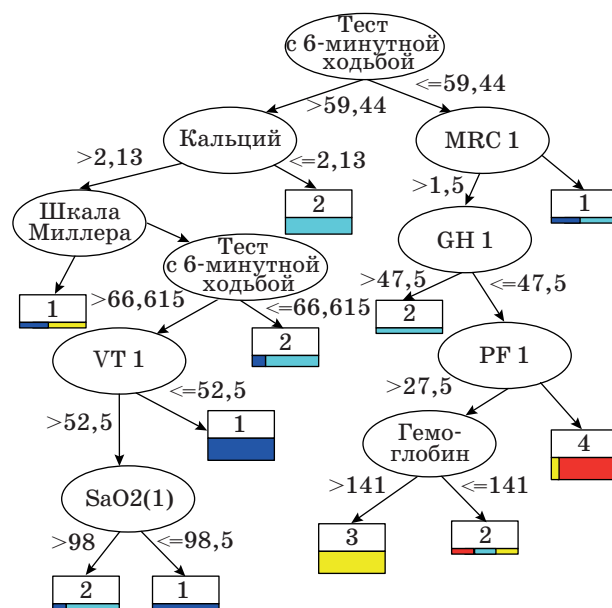 Тест
с 6-минутной
ходьбой
>59,44
<=59,44
Кальций
MRC 1
>2,13
<=2,13
>1,5
2
1
Шкала
Миллера
Тест
с 6-минутной
ходьбой
GH 1
1
>66,615
<=66,615
>47,5
<=47,5
2
2
VT 1
PF 1
>52,5
<=52,5
>27,5
1
4
Гемо-
глобин
SaO2(1)
>141
<=141
>98
<=98,5
3
2
2
1